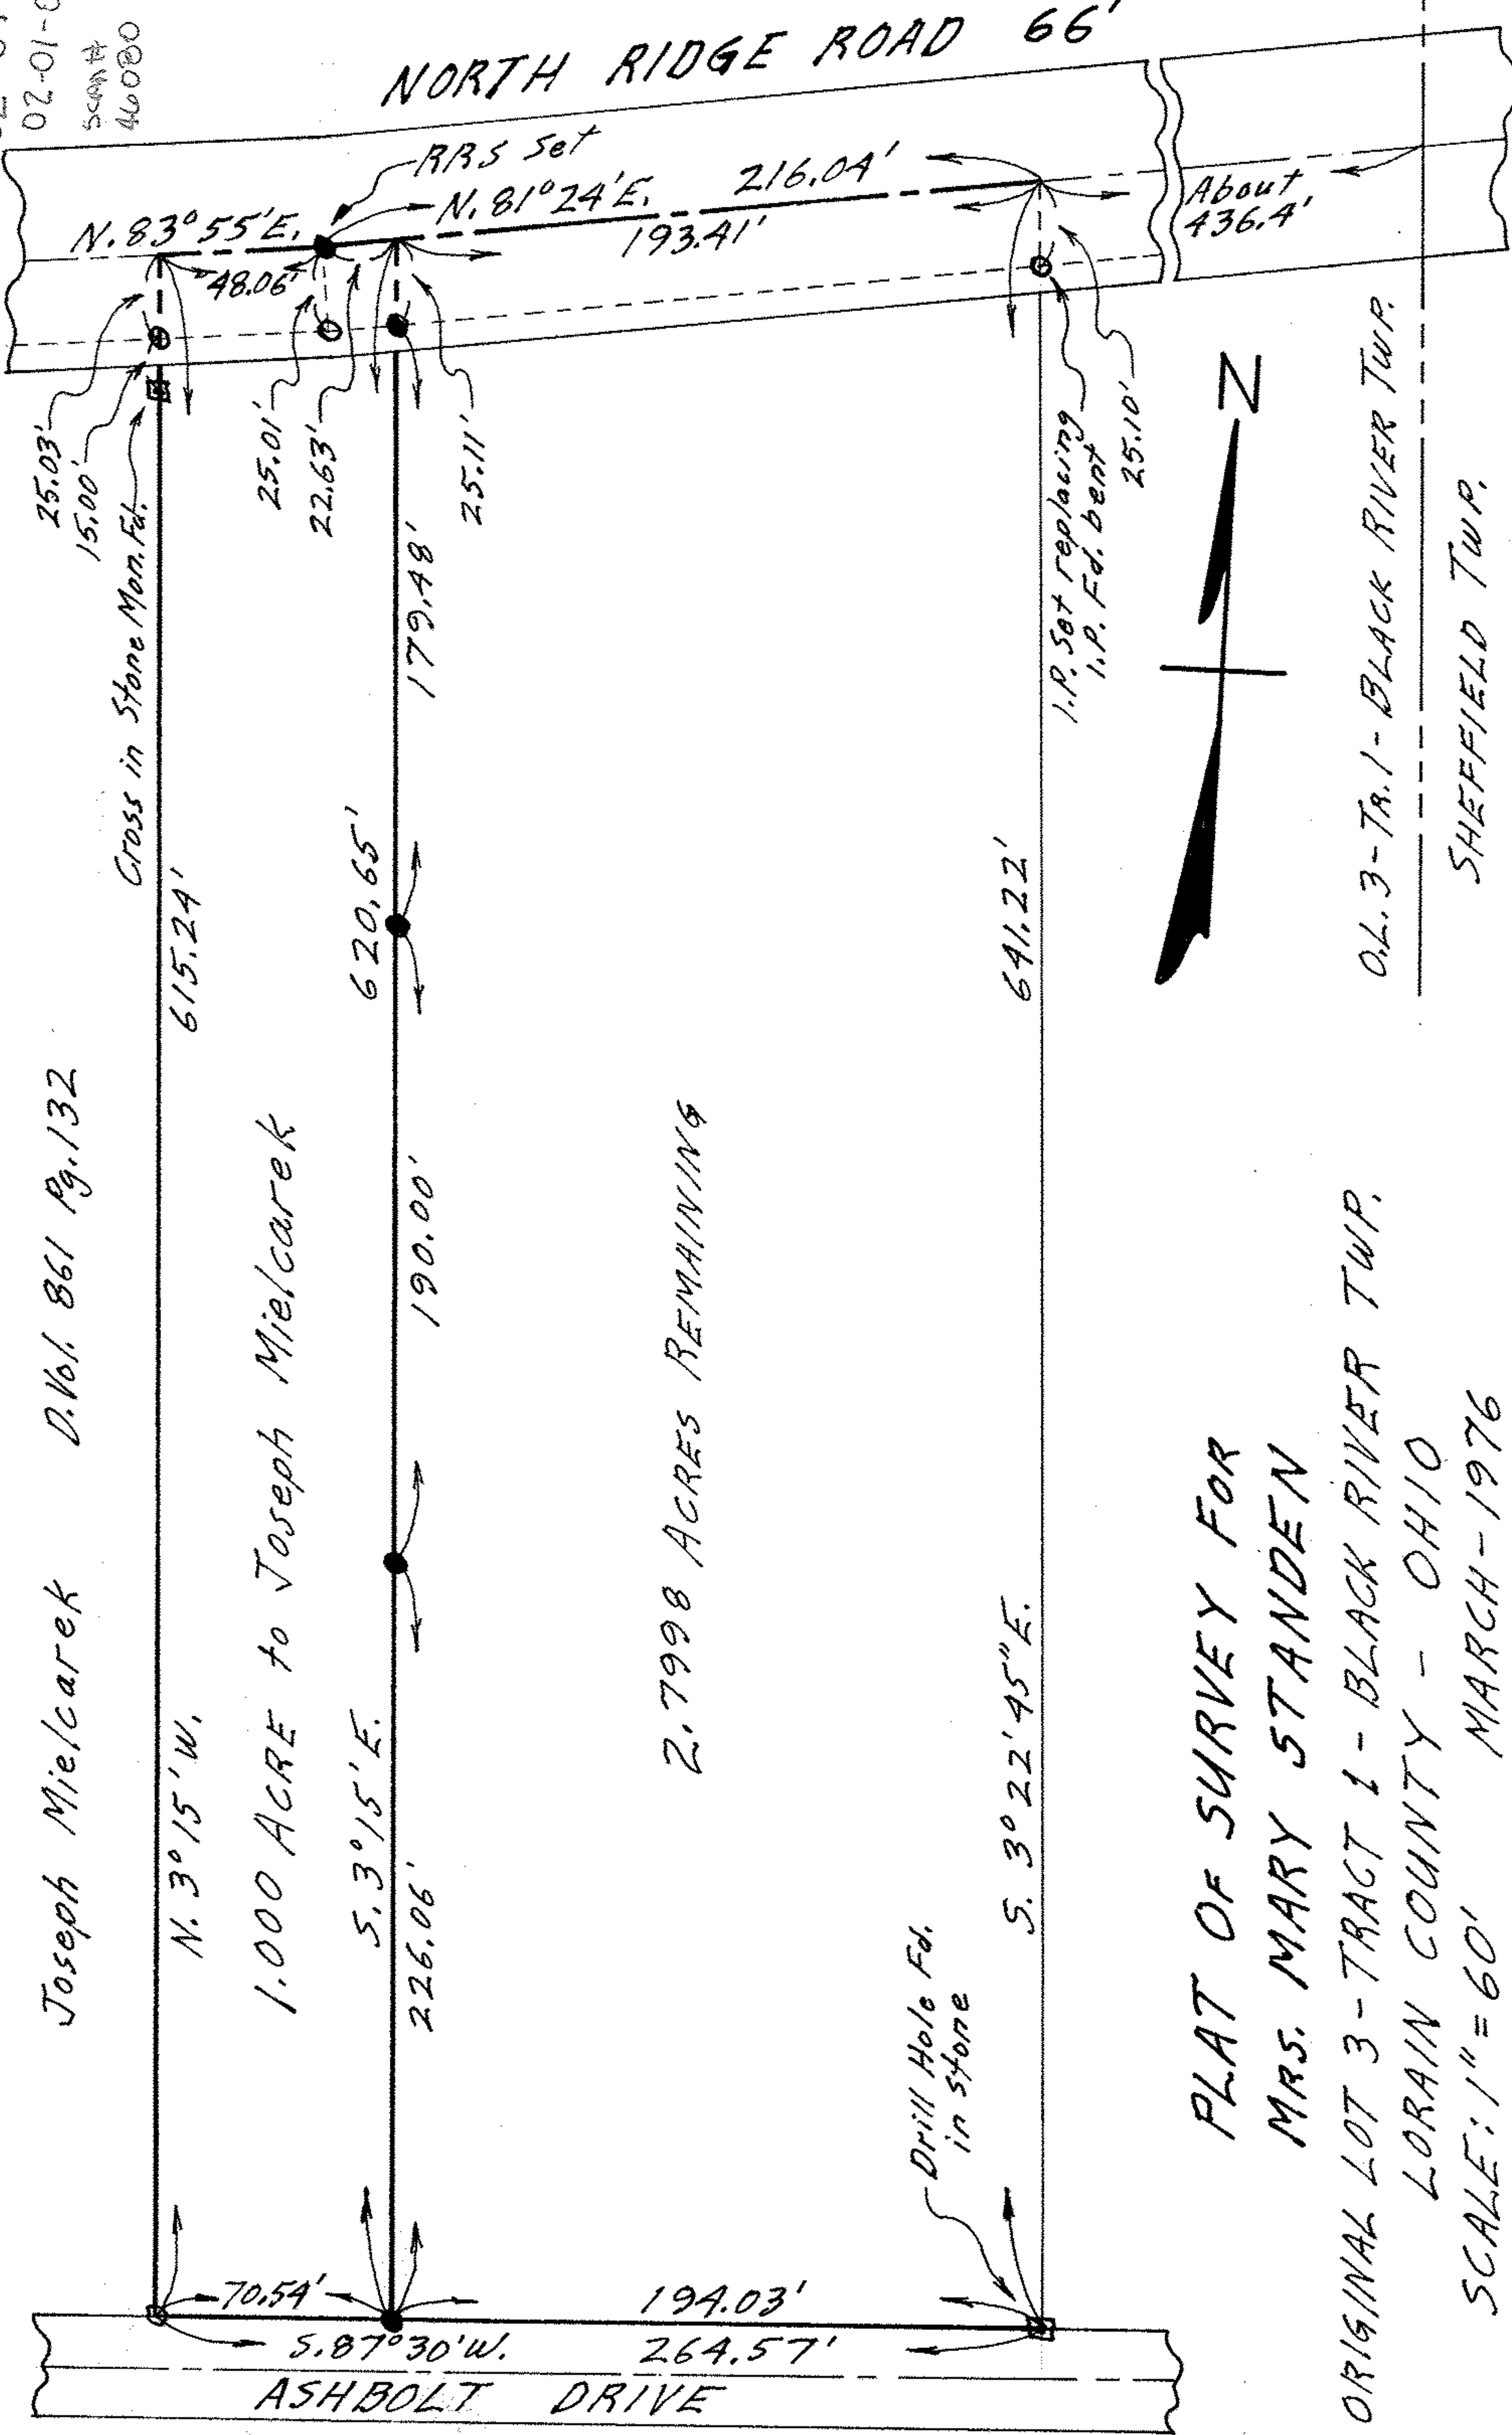 02-01-0
Scan #
46080
NORTH RIDGE ROAD 66'
RRS Set
N. 83° 55' E.
N. 81° 24' E.
216.04'
193.41'
48.06'
About
436.4'
25.03'
15.00'
Cross in Stone Mon. Fd.
25.01'
22.63'
25.11'
I.P. Set replacing
I.P. Fd. bent
25.10'
N
179.48'
615.24'
620.65'
641.22'
190.00'
226.06'
Joseph Mielcarek D.Vol. 861 Pg. 132
N. 3° 15' W.
1.000 ACRE to Joseph Mielcarek
S. 3° 15' E.
2.7998 ACRES REMAINING
S. 3° 22' 45" E.
Drill Hole Fd.
in stone
O.L. 3 - TR. 1 - BLACK RIVER TWP.
SHEFFIELD TWP.
70.54'
194.03'
S. 87° 30' W.
264.57'
ASHBOLT DRIVE
PLAT OF SURVEY FOR
MRS. MARY STANDEN
ORIGINAL LOT 3 - TRACT 1 - BLACK RIVER TWP.
LORAIN COUNTY - OHIO
SCALE: 1" = 60' MARCH - 1976